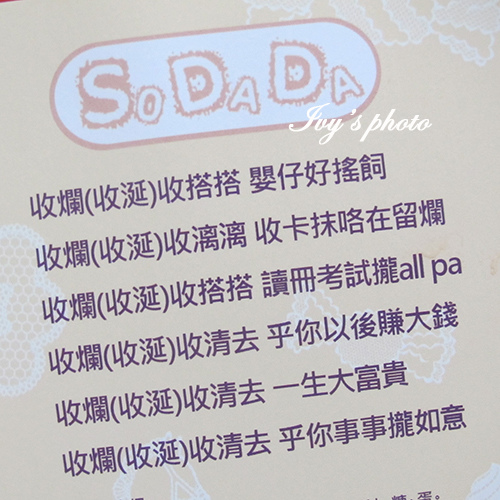 SODADA
Ivy's photo
收爛(收涎)收搭搭 嬰仔好搖飼
收爛(收涎)收漓漓 收卡抹咯在留爛
收爛(收涎)收搭搭 讀冊考試攏all pa
收爛(收涎)收清去 乎你以後賺大錢
收爛(收涎)收清去 一生大富貴
收爛(收涎)收清去 乎你事事攏如意
糖、蛋。